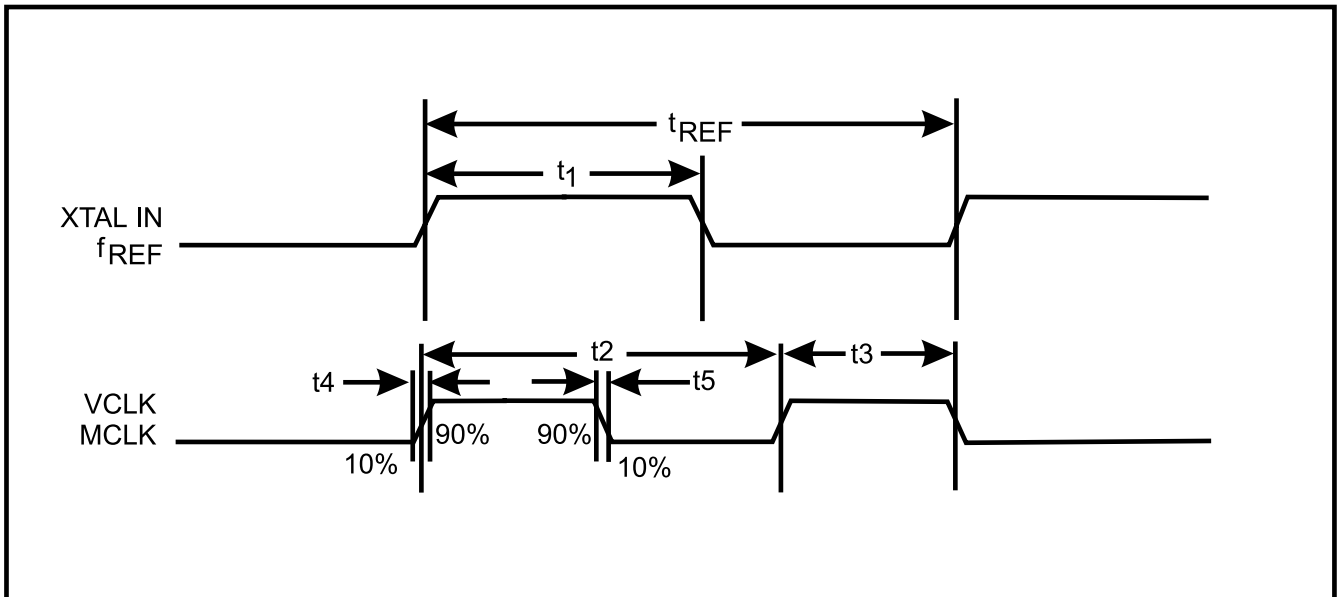 tREF
t1
XTAL IN
fREF
t2
t3
t4
t5
VCLK
MCLK
90%
90%
10%
10%